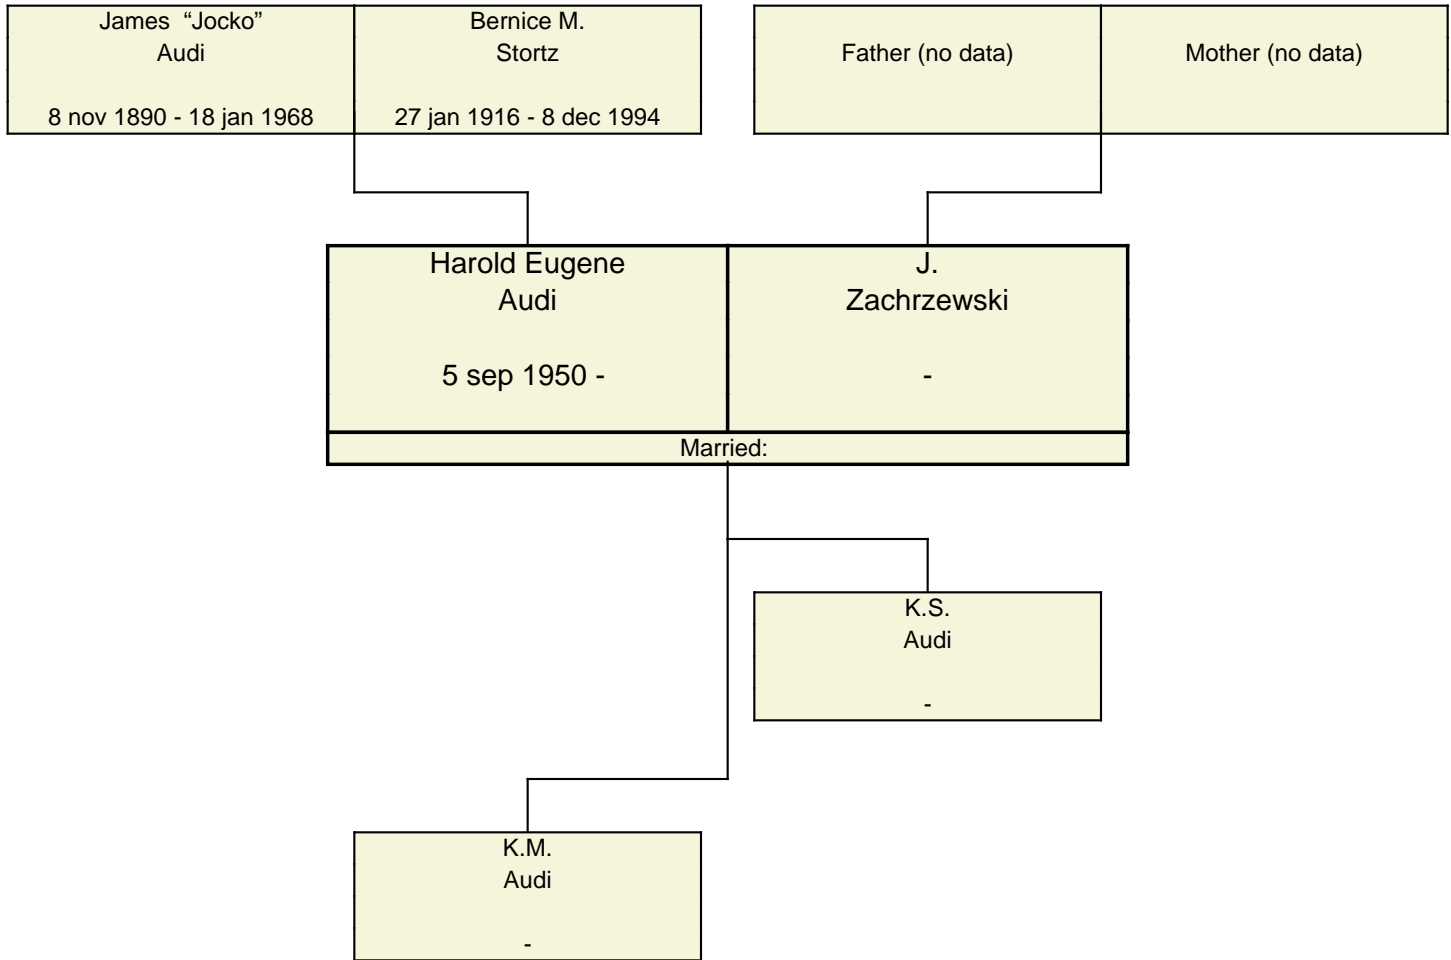 James “Jocko”
Audi
8 nov 1890 - 18 jan 1968
Bernice M.
Stortz
27 jan 1916 - 8 dec 1994
Father (no data)
Mother (no data)
Harold Eugene
Audi
5 sep 1950 -
J.
Zachrzewski
-
Married:
K.S.
Audi
-
K.M.
Audi
-